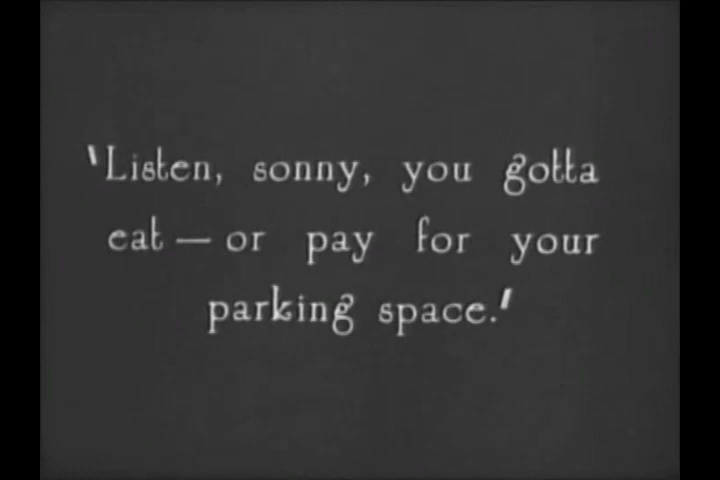 'Listen, sonny, you gotta
eat — or pay for your
parking space.'